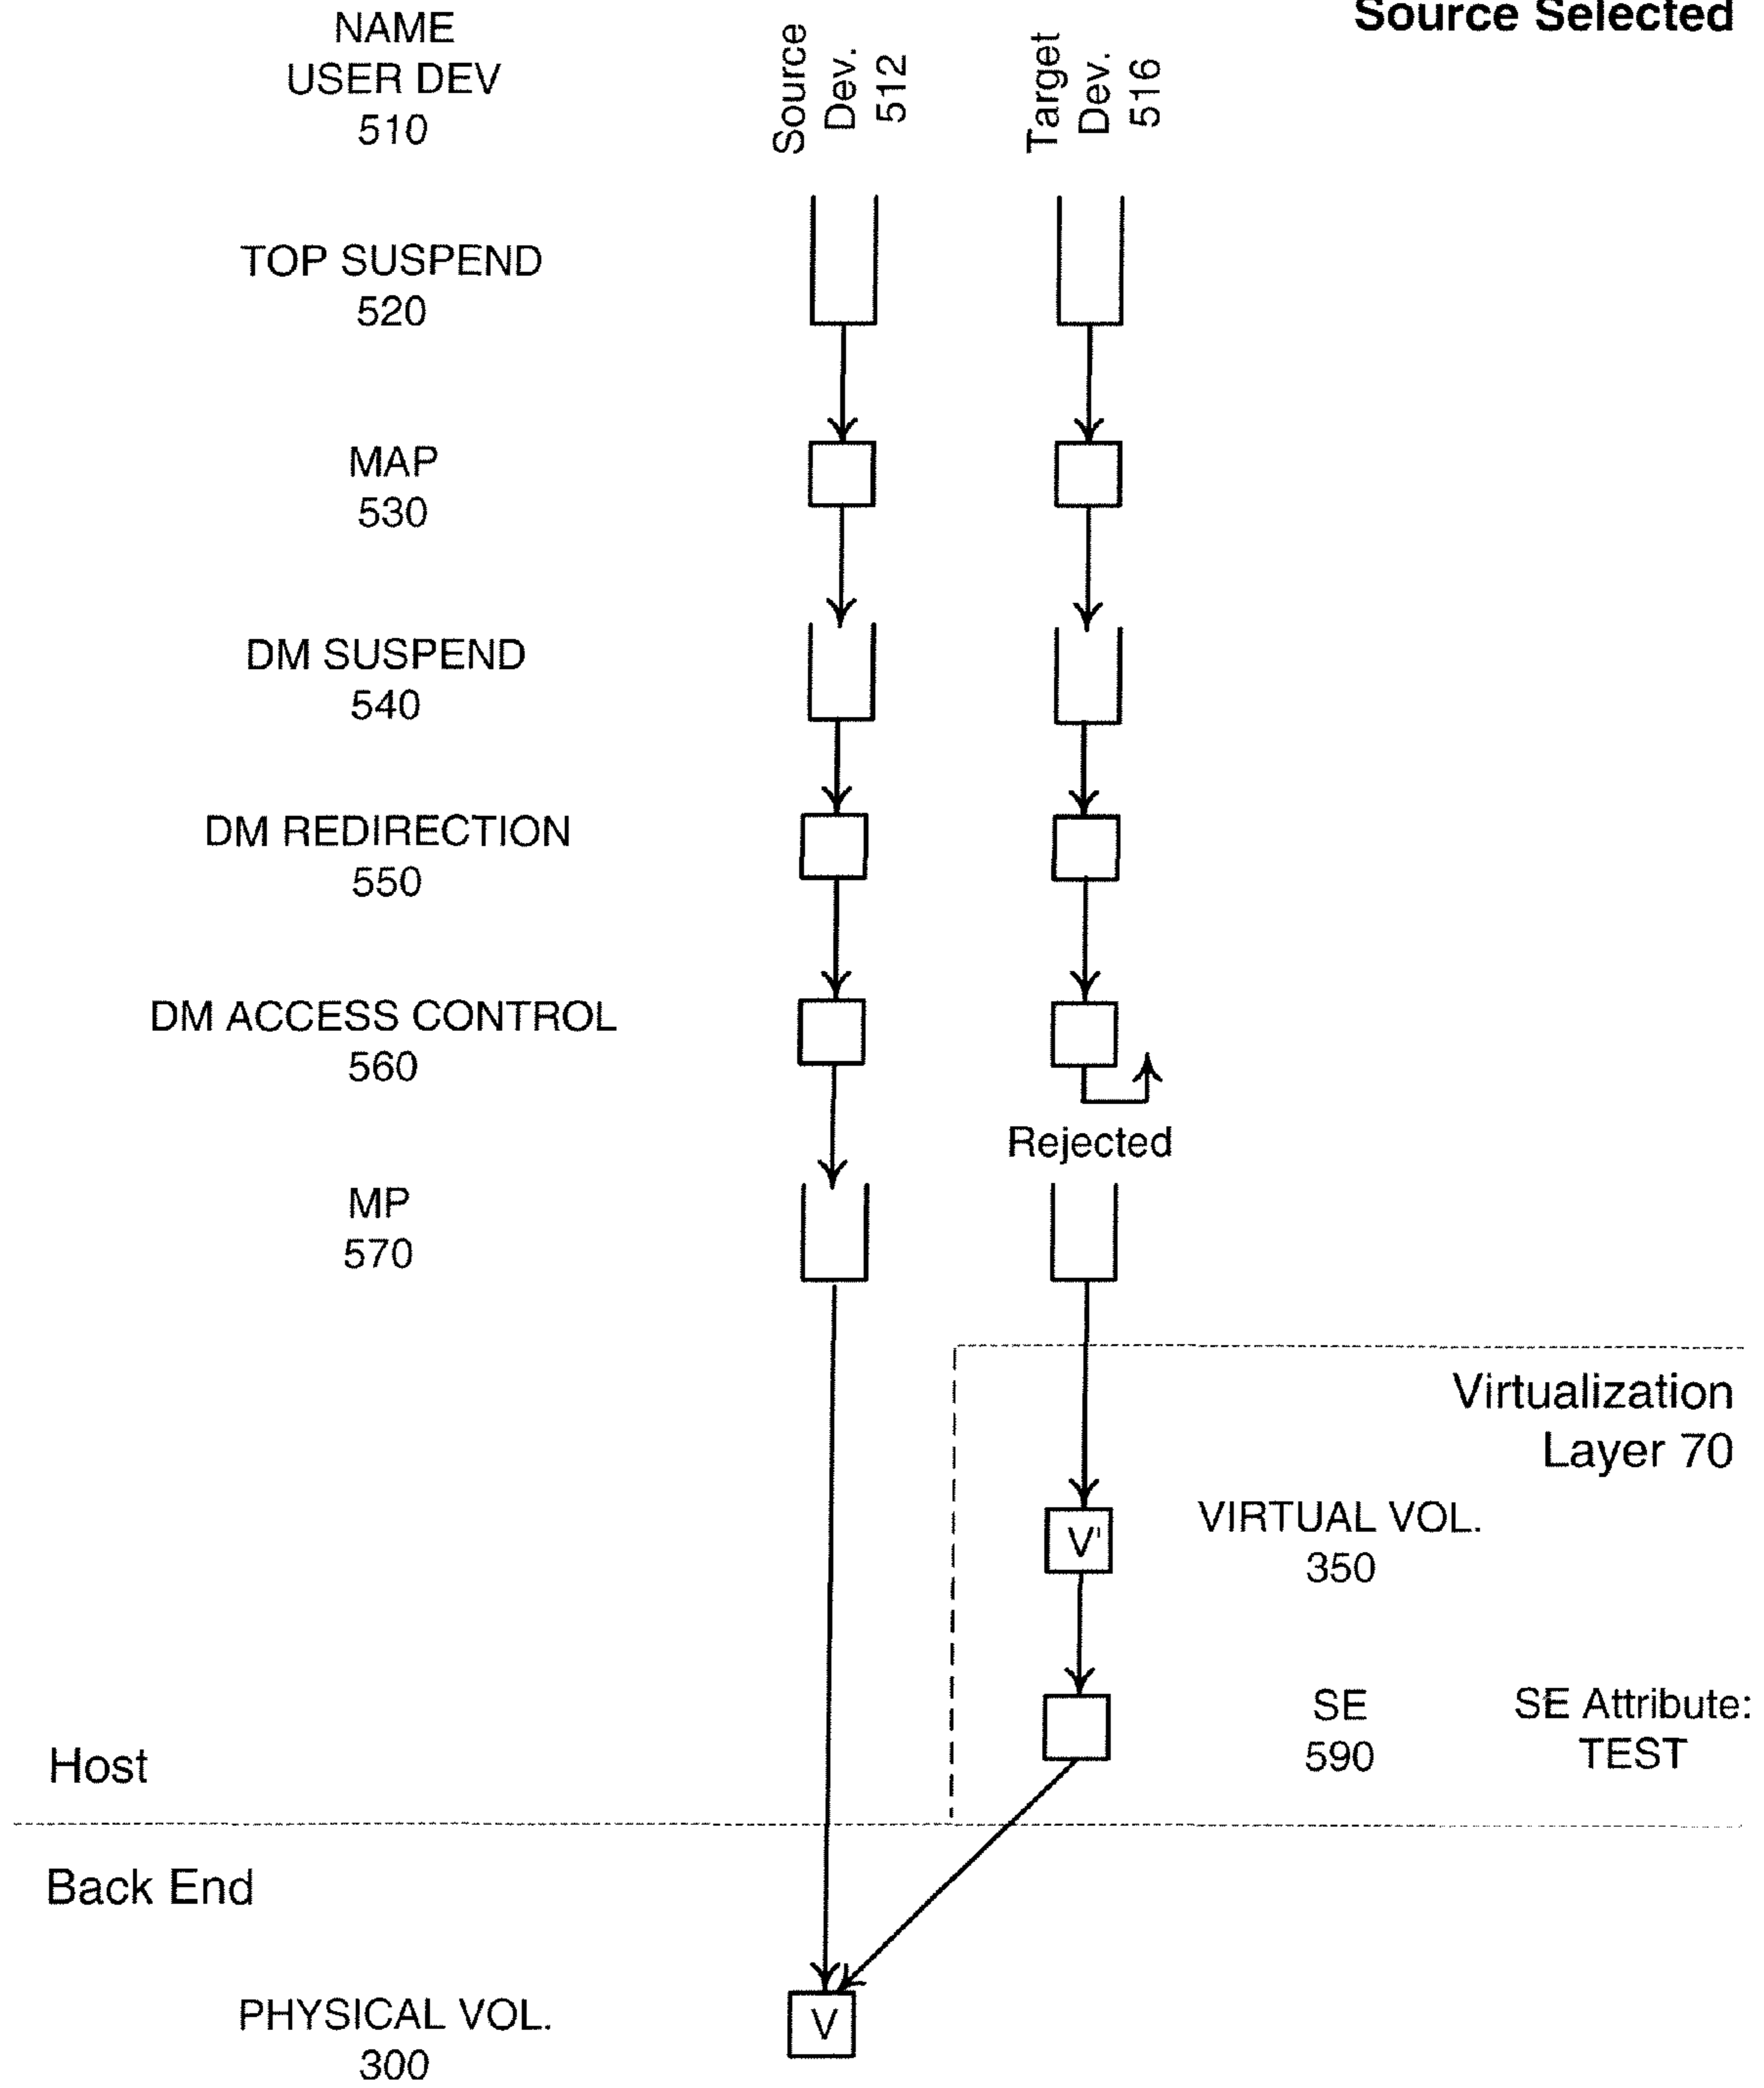 Source Selected
NAME
USER DEV
510
Source
Dev.
512
Target
Dev.
516
TOP SUSPEND
520
MAP
530
DM SUSPEND
540
DM REDIRECTION
550
DM ACCESS CONTROL
560
Rejected
MP
570
Virtualization
Layer 70
V'
VIRTUAL VOL.
350
SE
590
SE Attribute:
TEST
Host
Back End
PHYSICAL VOL.
300
V